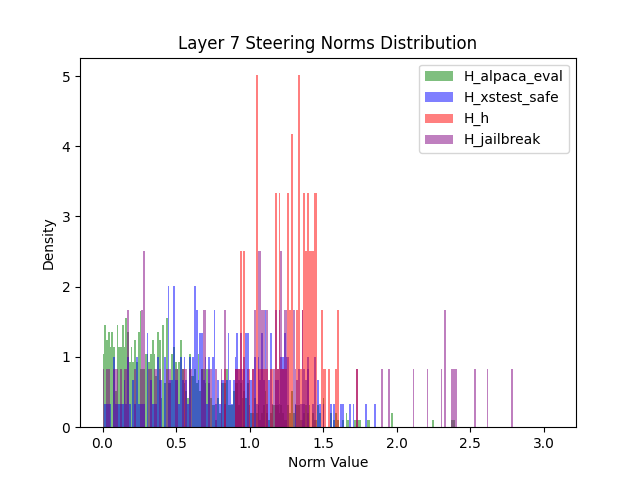 Layer 7 Steering Norms Distribution
H_alpaca_eval
H_xstest_safe
H_h
H_jailbreak
Density
5
4
3
2
1
0
0.0 0.5 1.0 1.5 2.0 2.5 3.0
Norm Value